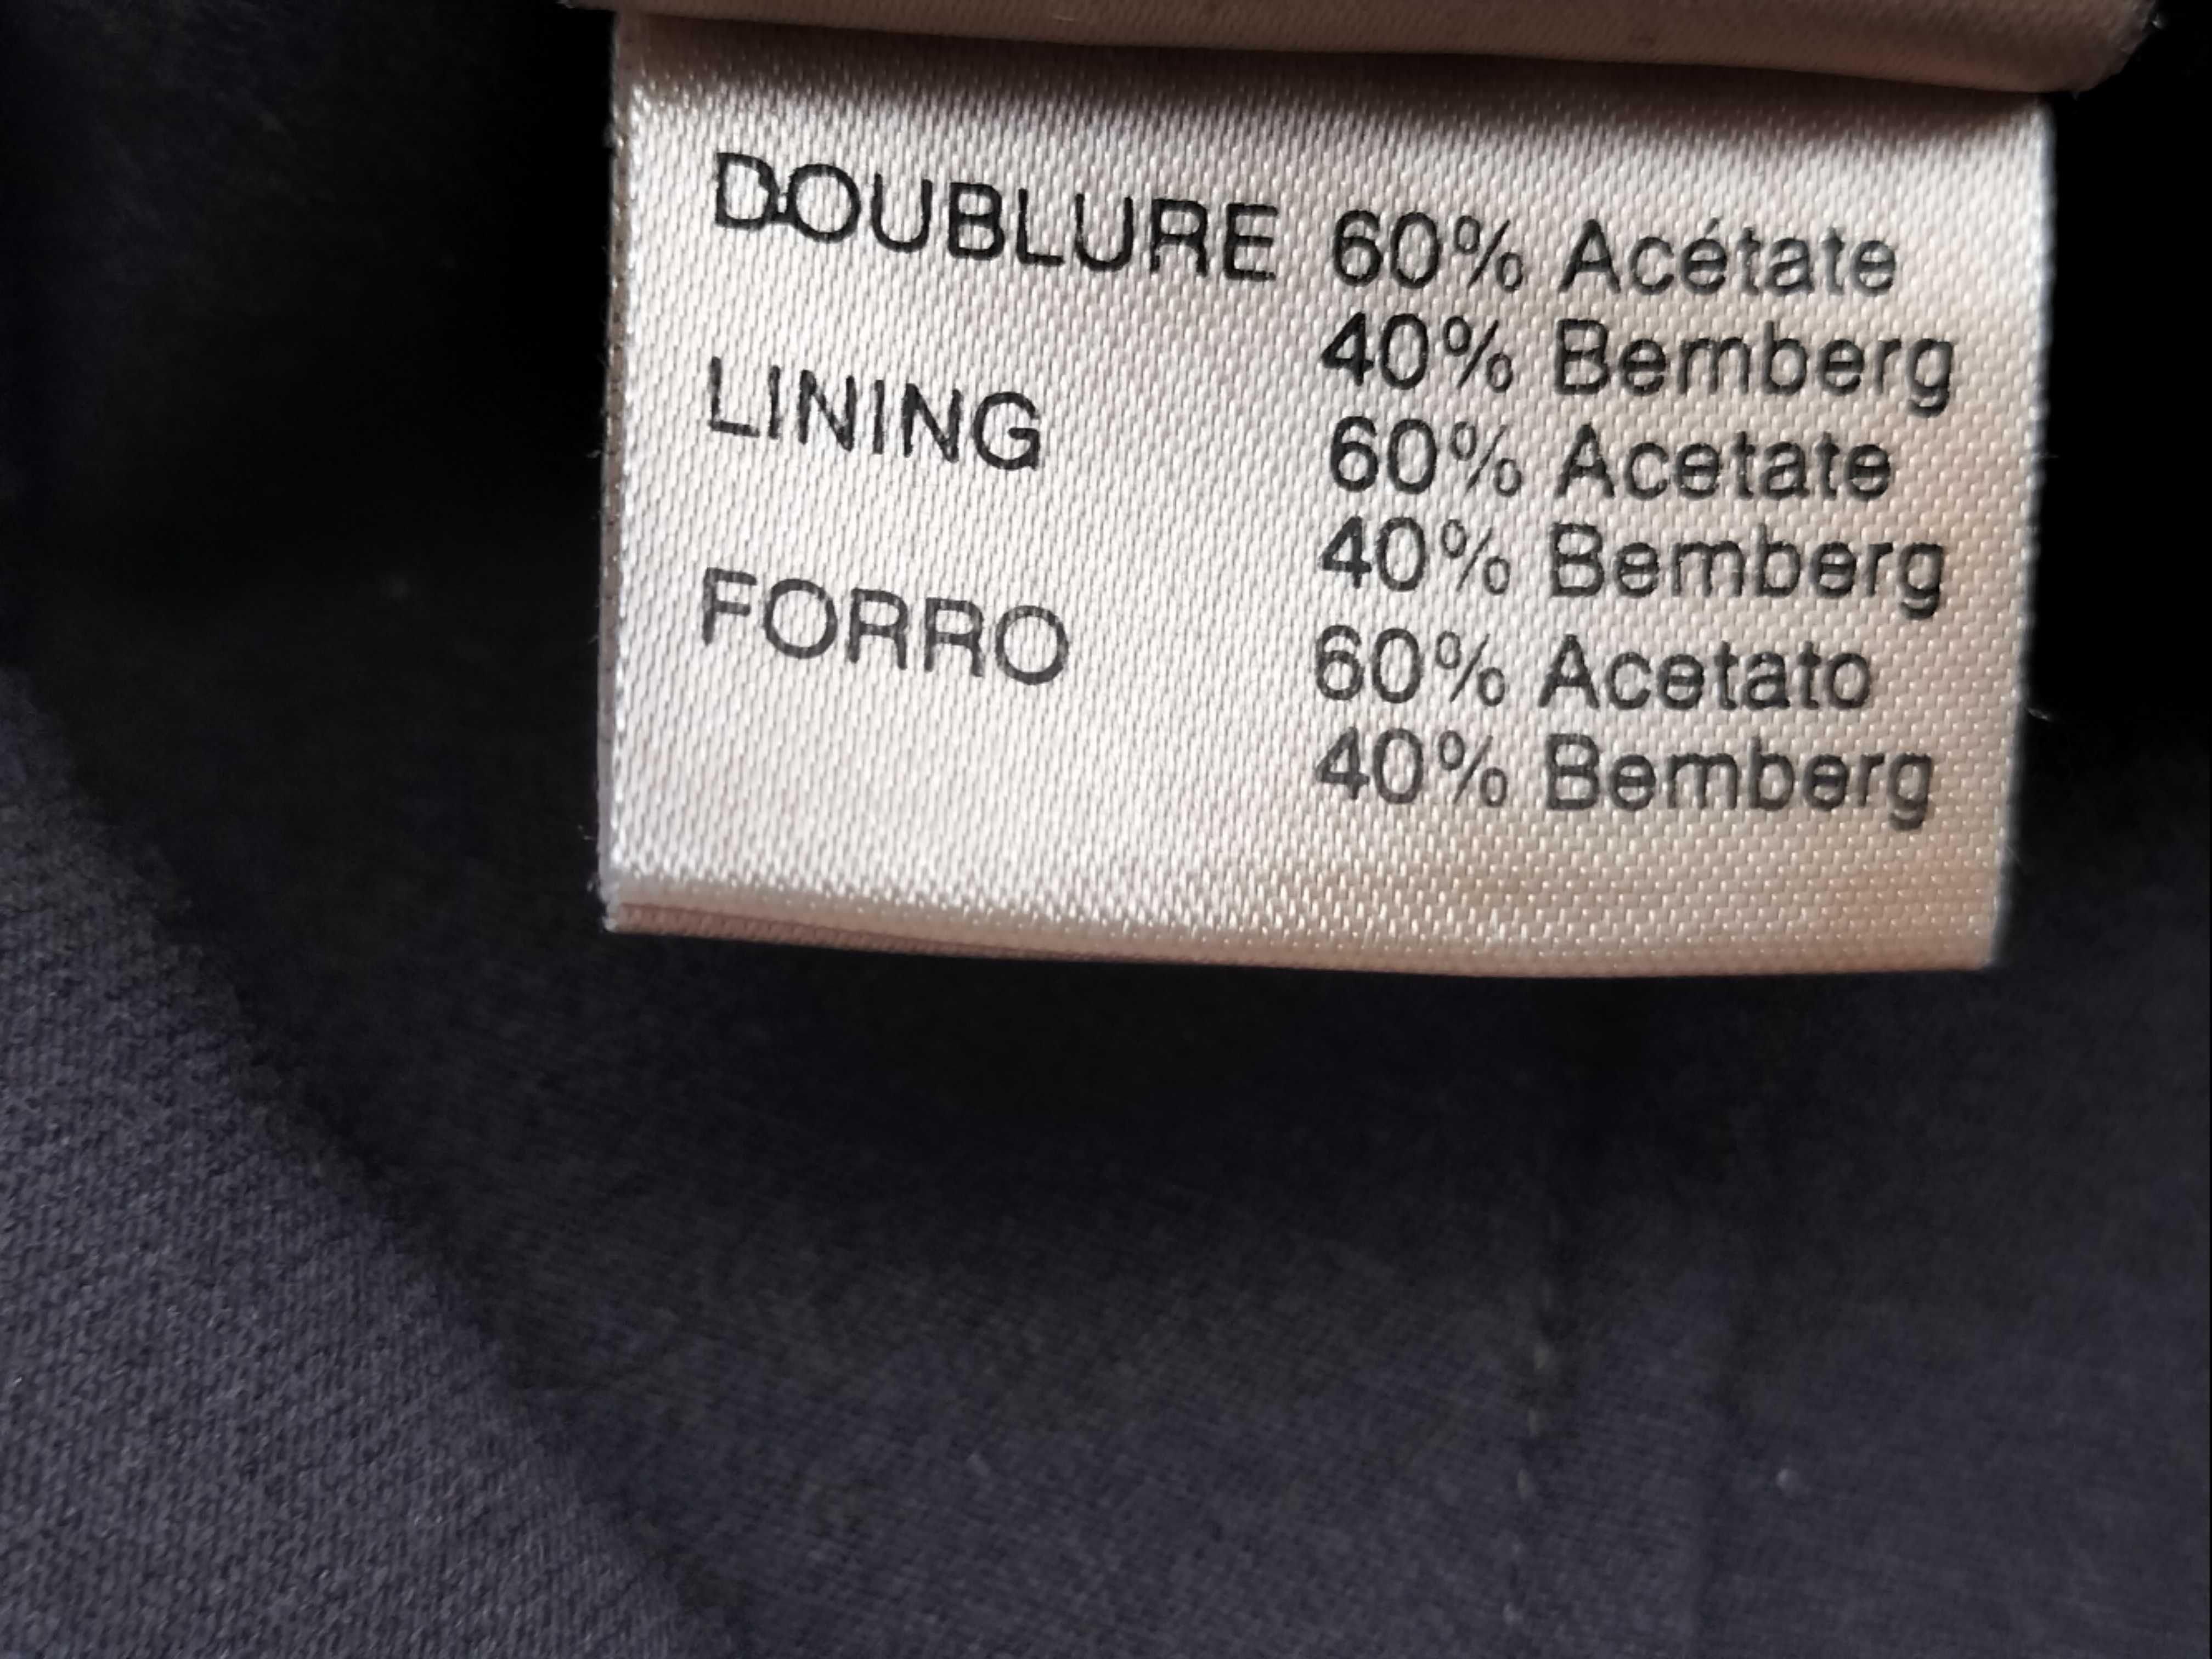 DOUBLURE 60% Acétate
40% Bemberg
LINING 60% Acetate
40% Bemberg
FORRO 60% Acetato
40% Bemberg